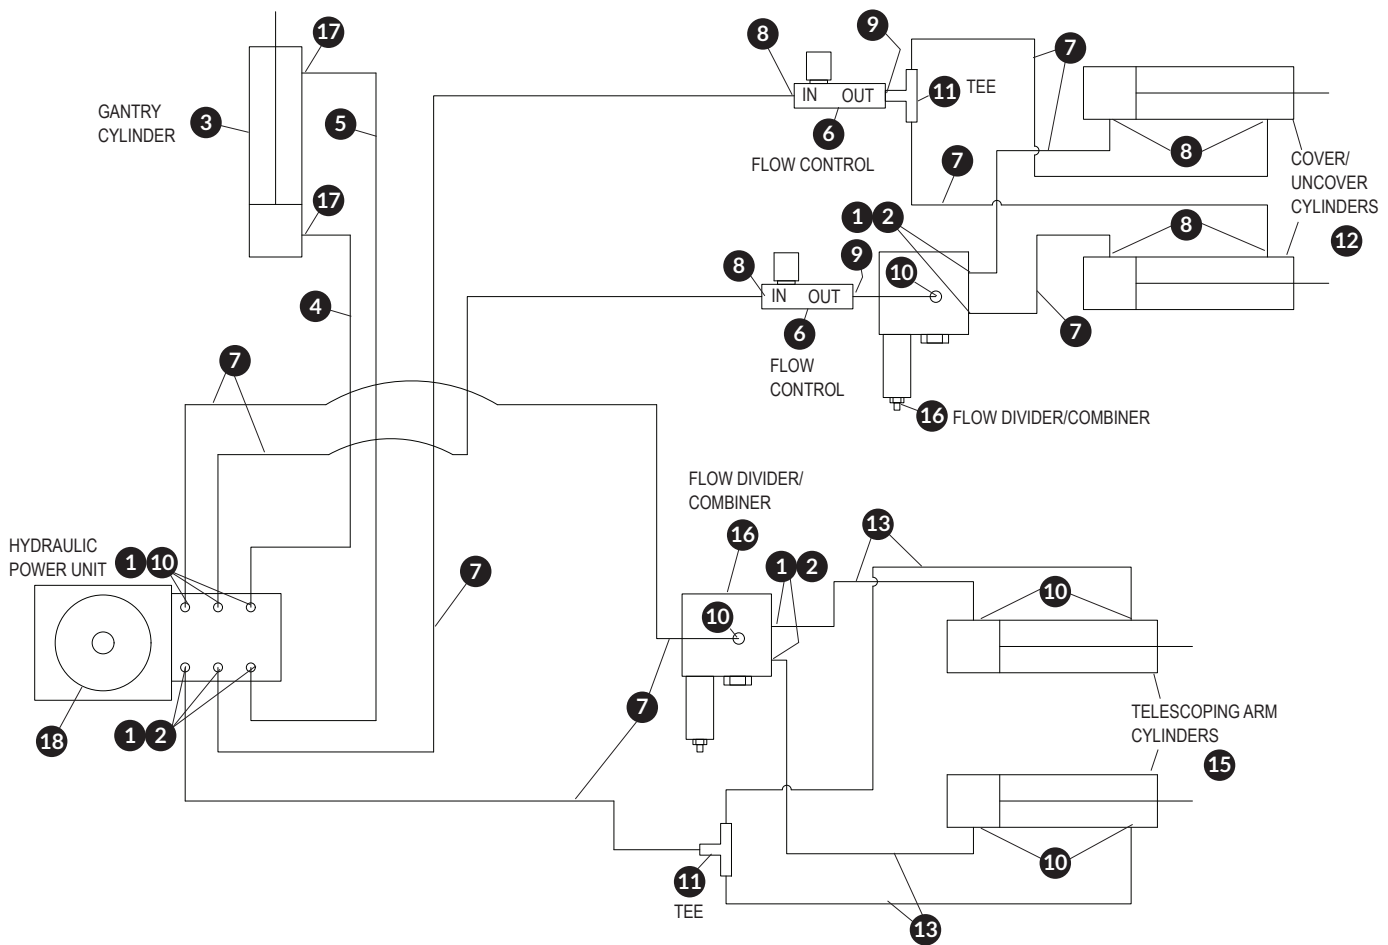 17
8
9
7
GANTRY
CYLINDER
3
5
IN OUT
11 TEE
6
FLOW CONTROL
8
COVER/
UNCOVER
CYLINDERS
12
7
17
1 2
8
8
9
10
IN OUT
4
6
7
FLOW
CONTROL
7
16 FLOW DIVIDER/COMBINER
FLOW DIVIDER/
COMBINER
16
13
HYDRAULIC
POWER UNIT
1 10
7
1 2
10
10
7
18
1 2
TELESCOPING ARM
CYLINDERS
15
11
TEE
10
13